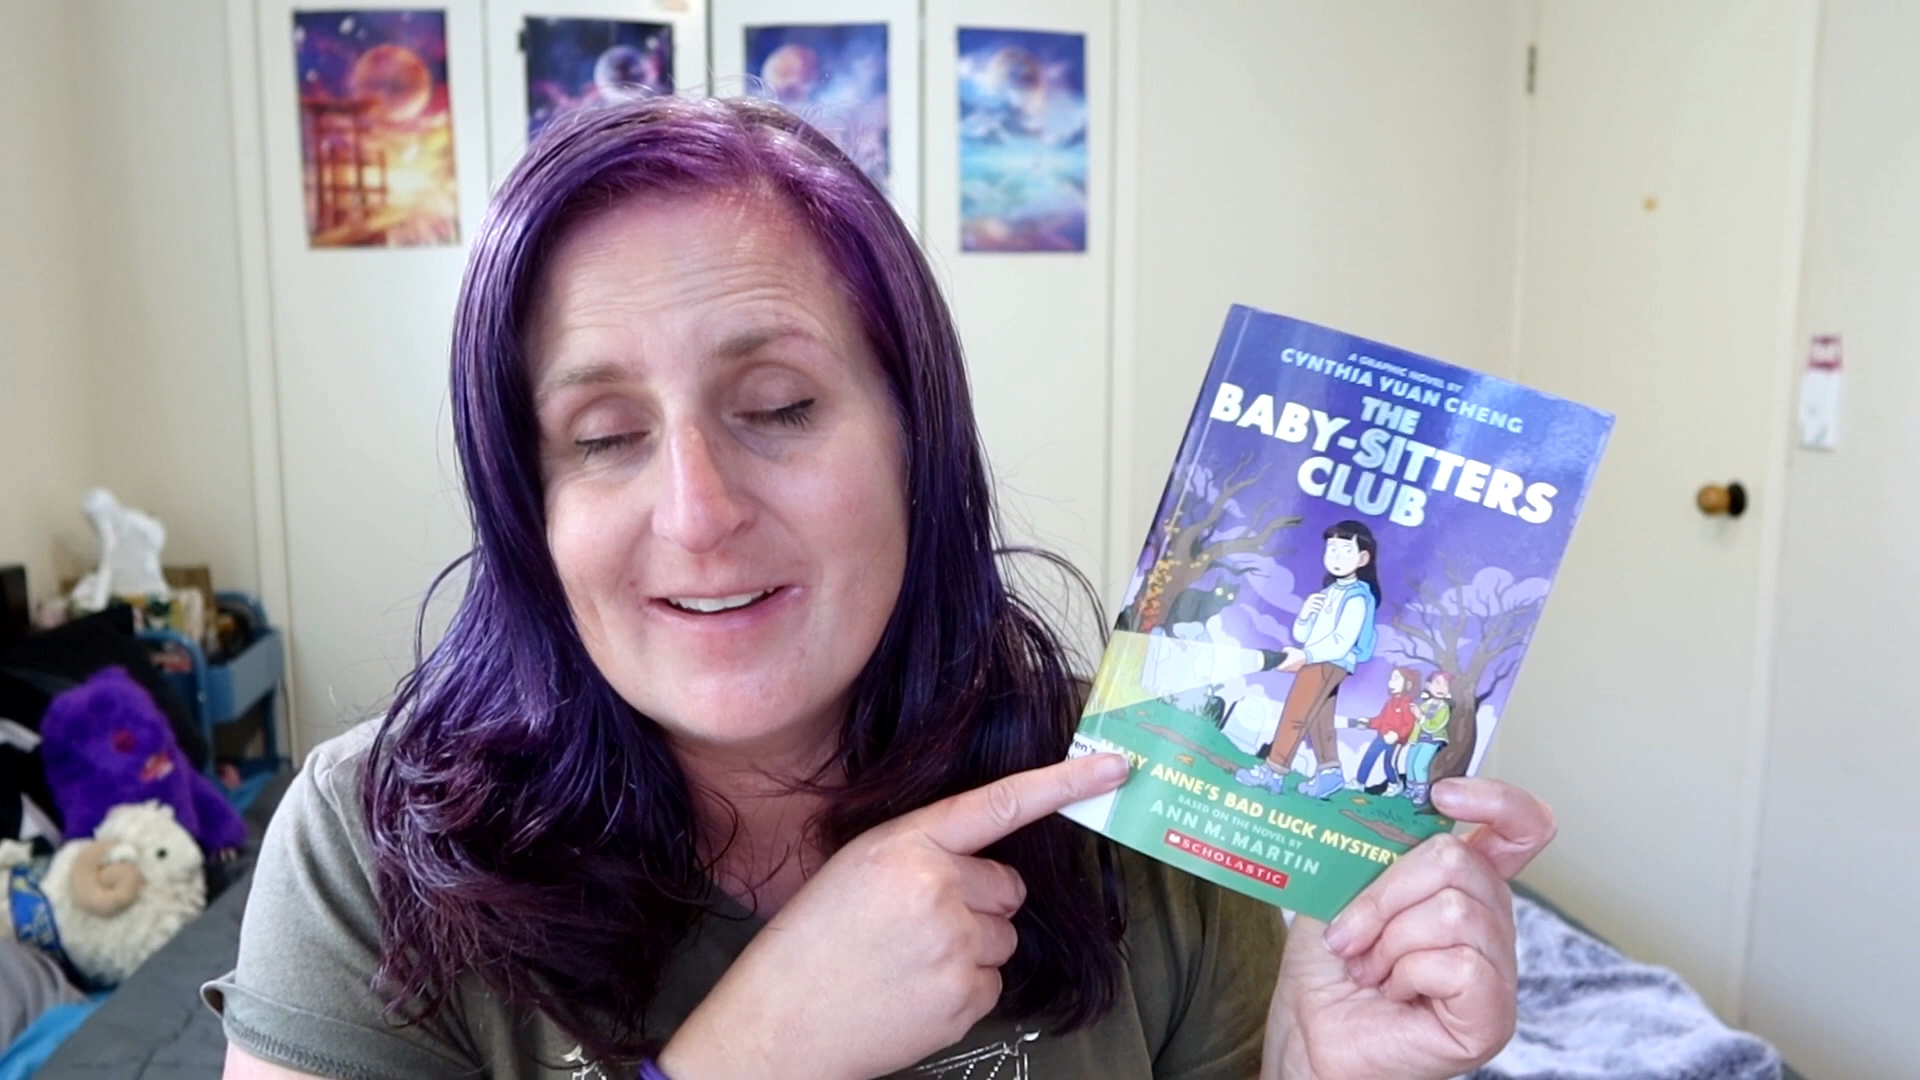 A GRAPHIC NOVEL BY
CYNTHIA YUAN CHENG
THE
BABY-SITTERS
CLUB
MARY ANNE'S BAD LUCK MYSTERY
BASED ON THE NOVEL BY
ANN M. MARTIN
SCHOLASTIC